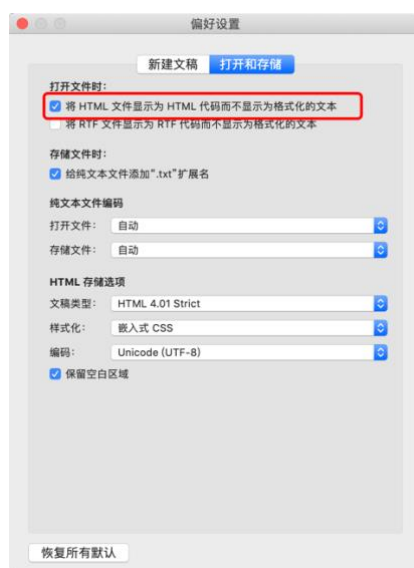 偏好设置
新建文稿 打开和存储
打开文件时：
将 HTML 文件显示为 HTML 代码而不显示为格式化的文本
将 RTF 文件显示为 RTF 代码而不显示为格式化的文本
存储文件时：
给纯文本文件添加“.txt”扩展名
纯文本文件编码
打开文件： 自动
存储文件： 自动
HTML 存储选项
文稿类型： HTML 4.01 Strict
样式化： 嵌入式 CSS
编码： Unicode (UTF-8)
保留空白区域
恢复所有默认